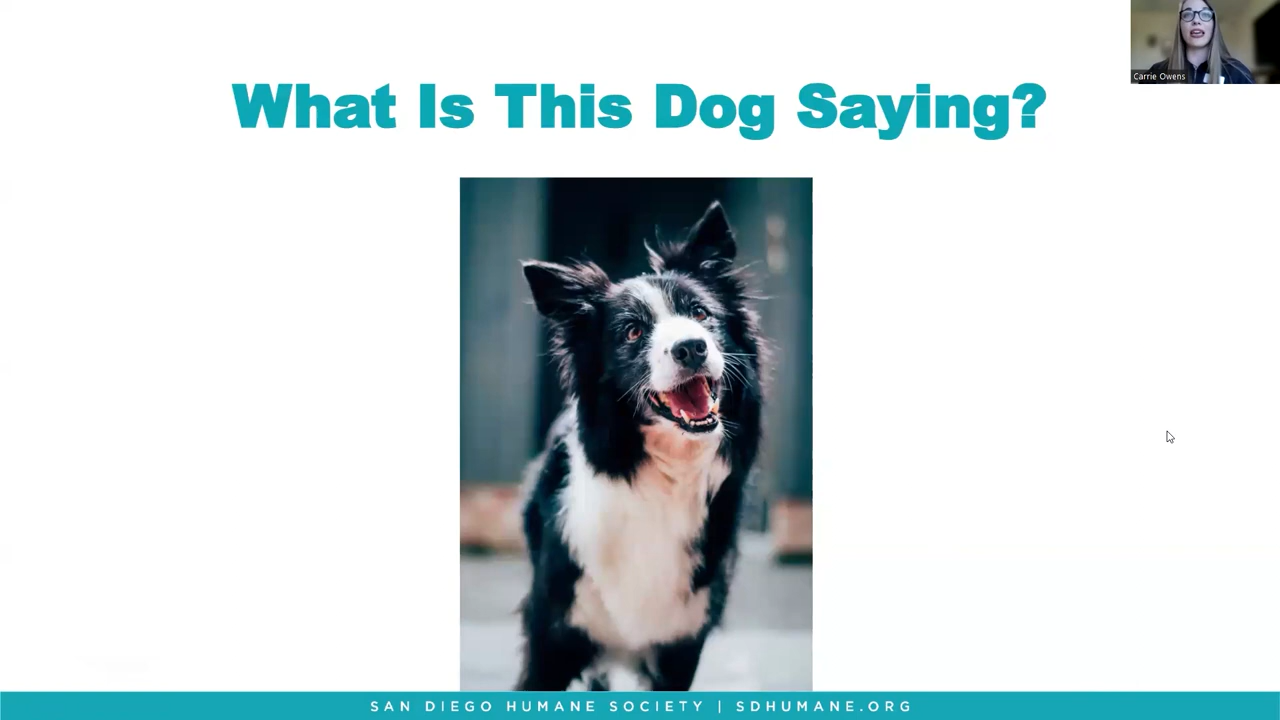 What Is This Dog Saying?
Carrie Owens
SAN DIEGO HUMANE SOCIETY | SDHUMANE.ORG